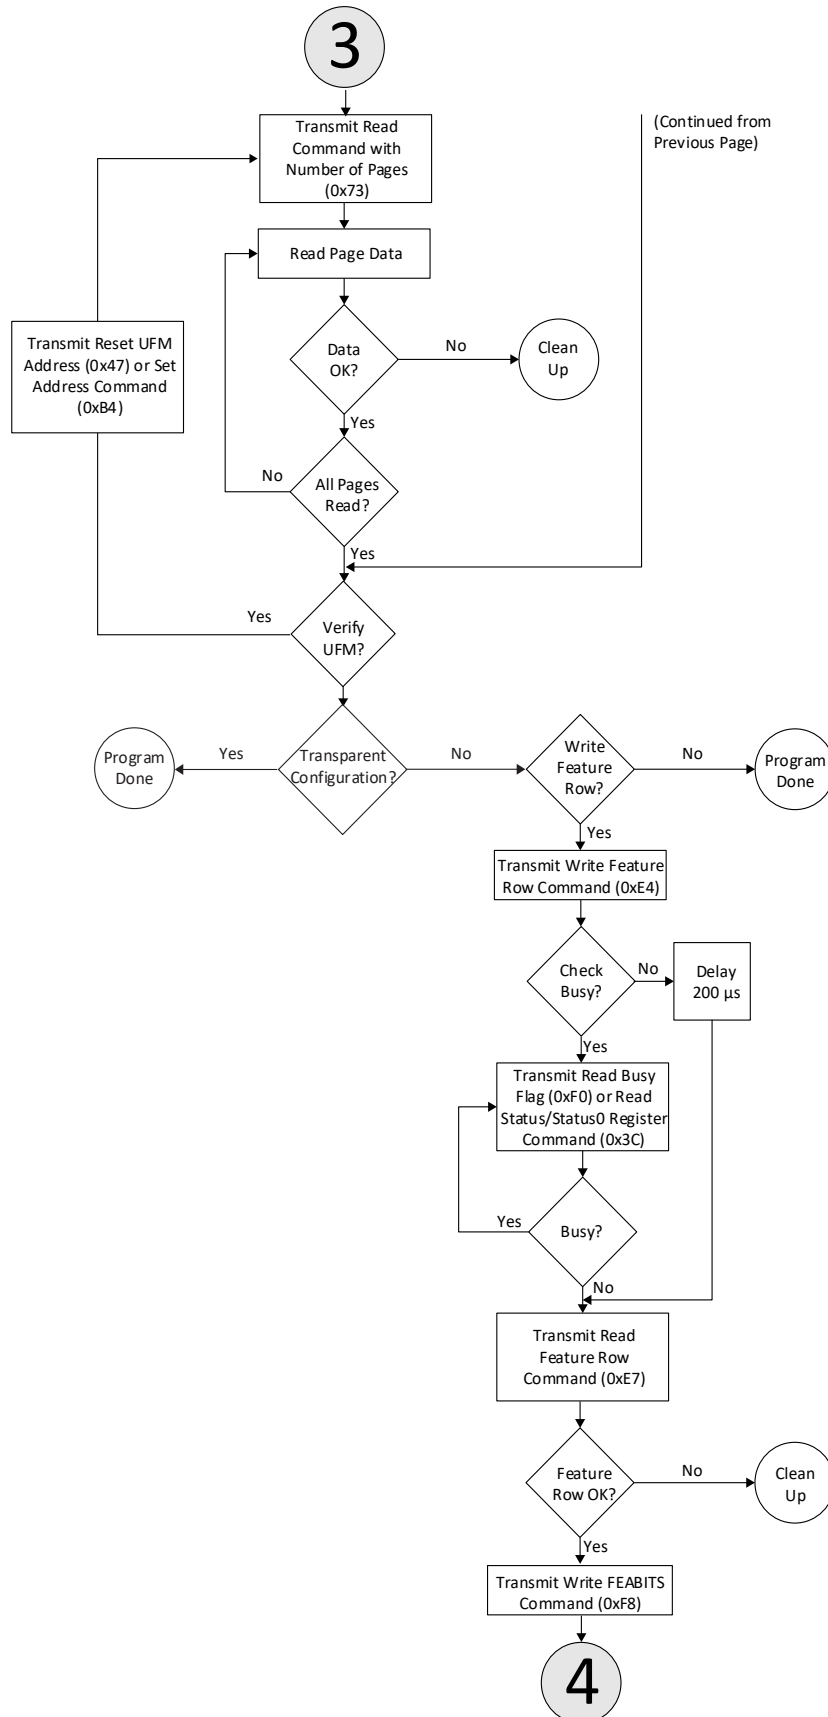 3
(Continued from
Previous Page)
Transmit Read
Command with
Number of Pages
(0x73)
Read Page Data
Transmit Reset UFM
Address (0x47) or Set
Address Command
(0xB4)
Data
OK?
No
Clean
Up
Yes
No
All Pages
Read?
Yes
Yes
Verify
UFM?
Program
Done
Yes
Transparent
Configuration?
No
Write
Feature
Row?
No
Program
Done
Yes
Transmit Write Feature
Row Command (0xE4)
Check
Busy?
No
Delay
200 µs
Yes
Transmit Read Busy
Flag (0xF0) or Read
Status/Status0 Register
Command (0x3C)
Yes
Busy?
No
Transmit Read
Feature Row
Command (0xE7)
Feature
Row OK?
No
Clean
Up
Yes
Transmit Write FEABITS
Command (0xF8)
4